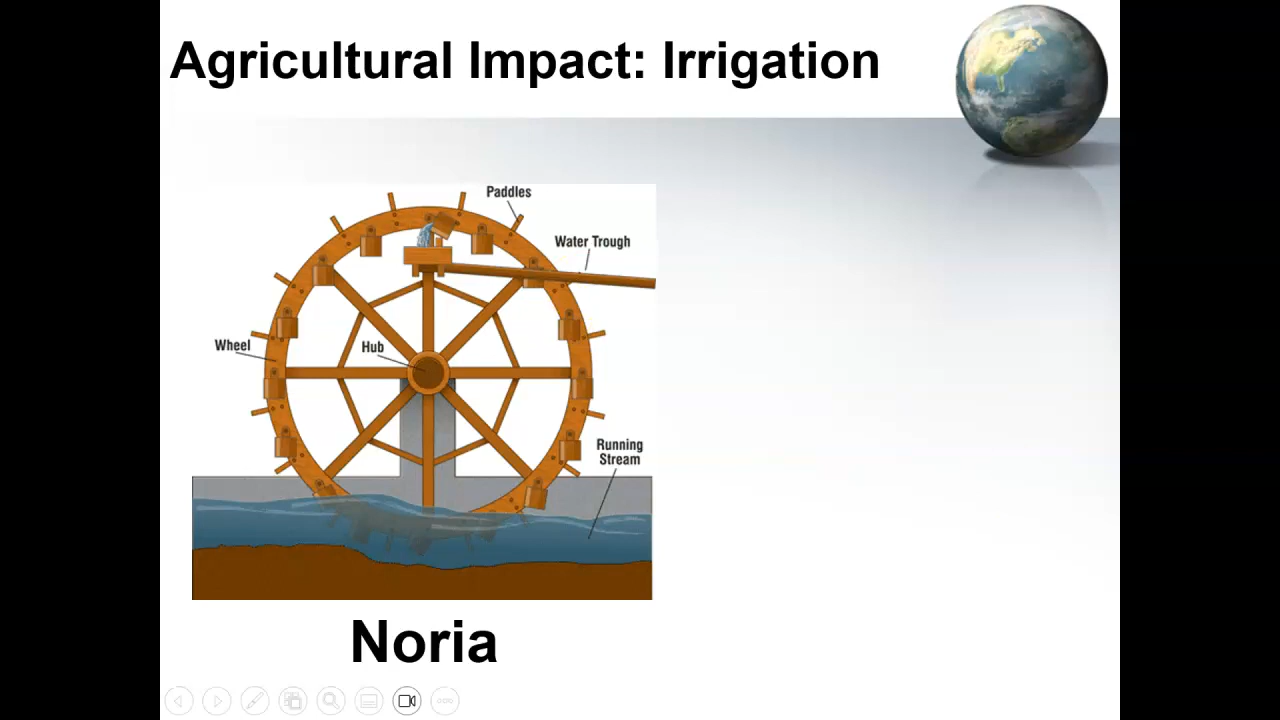 Agricultural Impact: Irrigation
Paddles
Water Trough
Wheel
Hub
Running
Stream
Noria